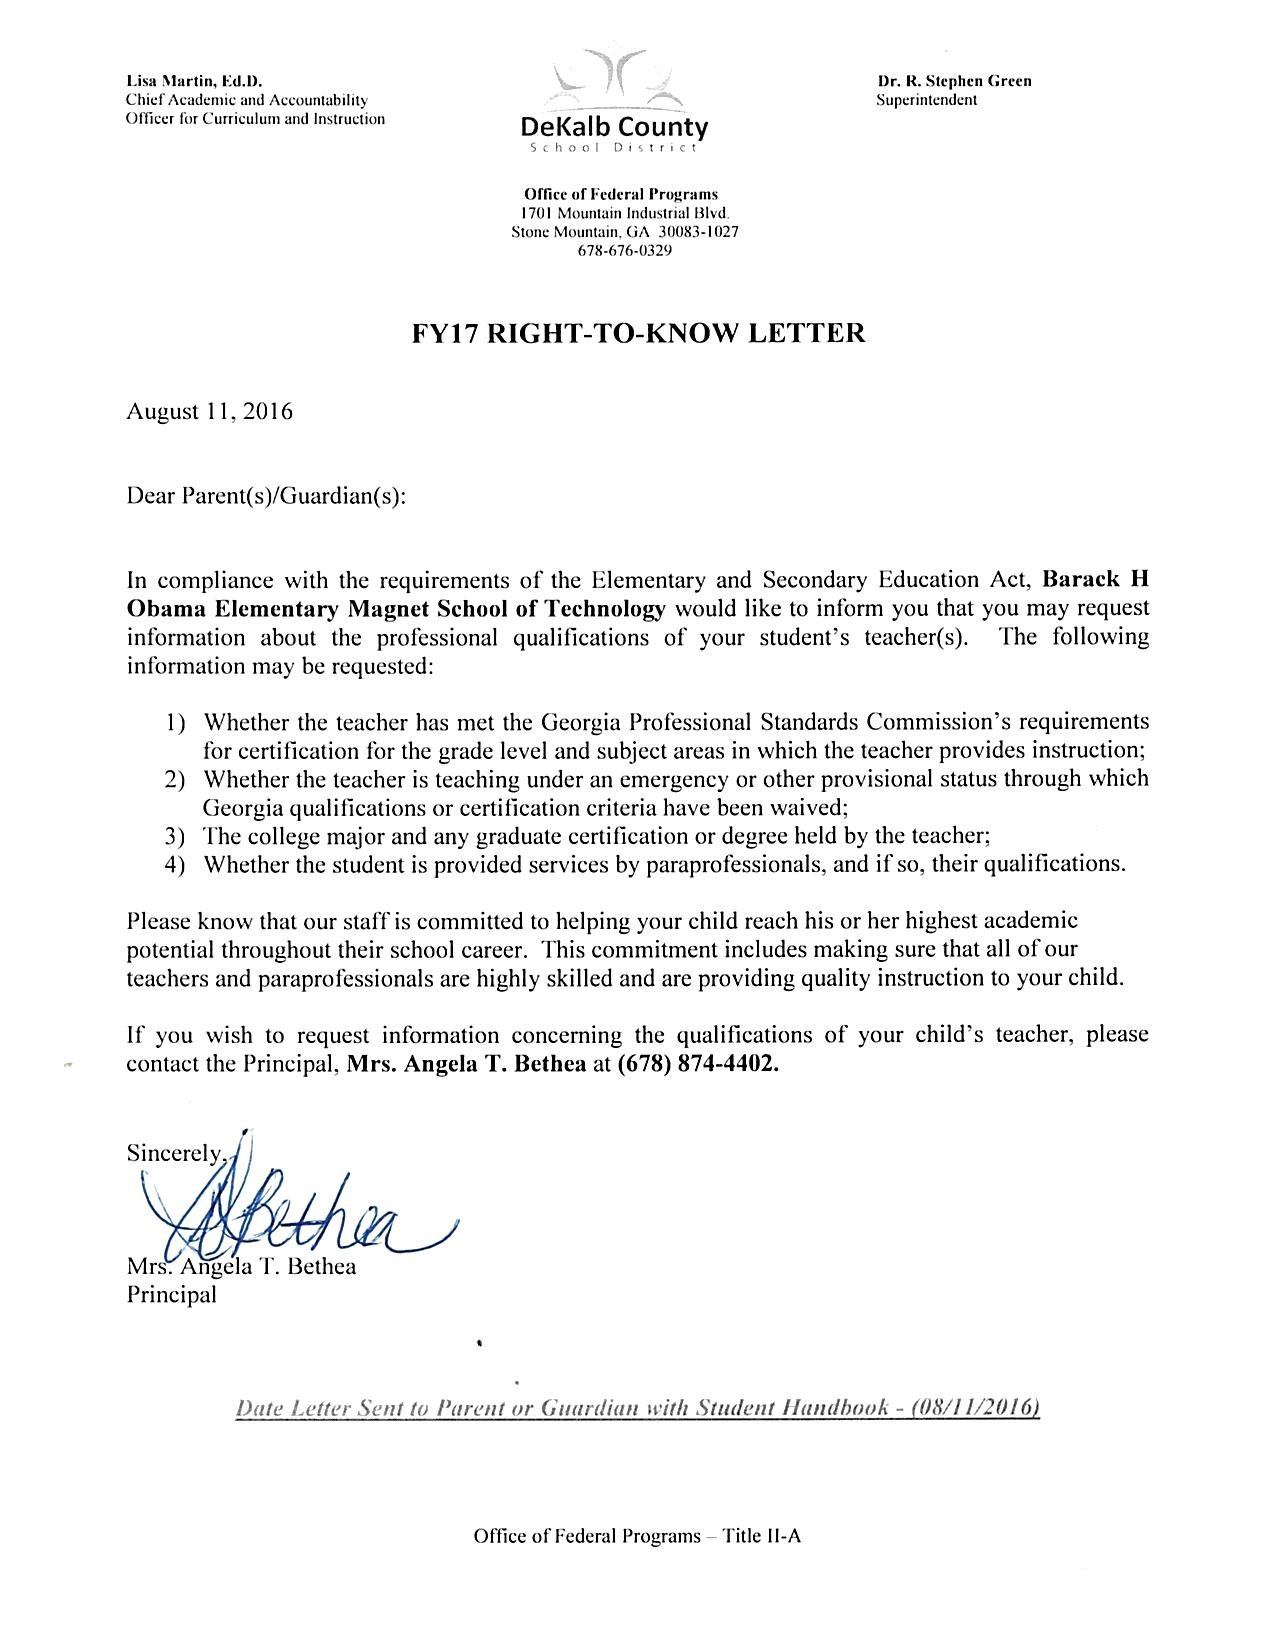 Lisa Martin, Ed.D.
Chief Academic and Accountability
Officer for Curriculum and Instruction
DeKalb County
School District
Dr. R. Stephen Green
Superintendent
Office of Federal Programs
1701 Mountain Industrial Blvd.
Stone Mountain, GA 30083-1027
678-676-0329
FY17 RIGHT-TO-KNOW LETTER
August 11, 2016
Dear Parent(s)/Guardian(s):
In compliance with the requirements of the Elementary and Secondary Education Act, Barack H
Obama Elementary Magnet School of Technology would like to inform you that you may request
information about the professional qualifications of your student's teacher(s). The following
information may be requested:
1) Whether the teacher has met the Georgia Professional Standards Commission's requirements
for certification for the grade level and subject areas in which the teacher provides instruction;
2) Whether the teacher is teaching under an emergency or other provisional status through which
Georgia qualifications or certification criteria have been waived;
3) The college major and any graduate certification or degree held by the teacher;
4) Whether the student is provided services by paraprofessionals, and if so, their qualifications.
Please know that our staff is committed to helping your child reach his or her highest academic
potential throughout their school career. This commitment includes making sure that all of our
teachers and paraprofessionals are highly skilled and are providing quality instruction to your child.
If you wish to request information concerning the qualifications of your child's teacher, please
contact the Principal, Mrs. Angela T. Bethea at (678) 874-4402.
Sincerely,
Bethea
Mrs. Angela T. Bethea
Principal
Date Letter Sent to Parent or Guardian with Student Handbook - (08/11/2016)
Office of Federal Programs – Title II-A